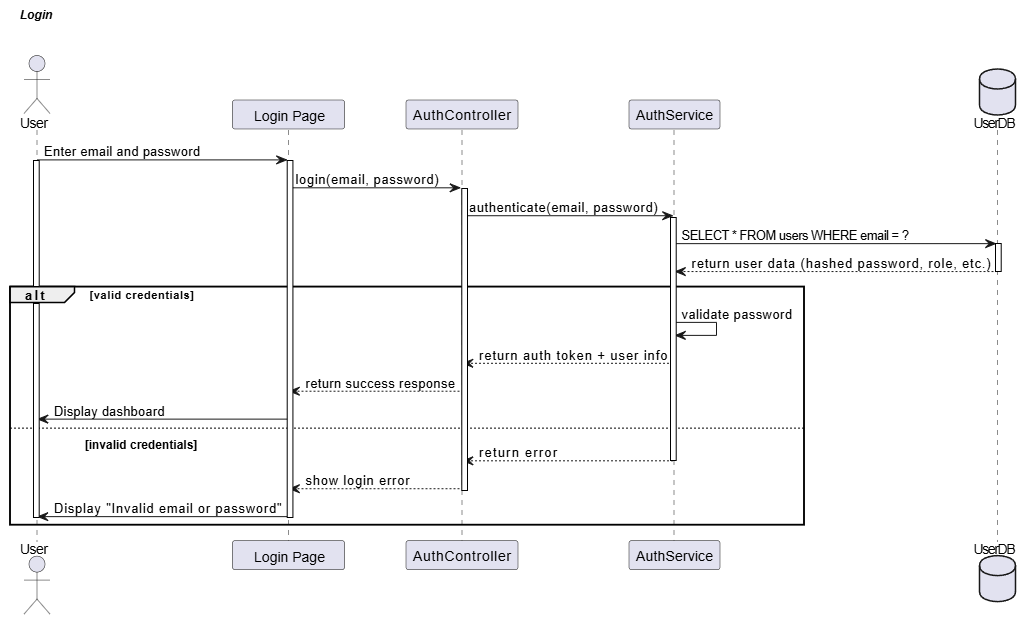 Login
User
Login Page
AuthController
AuthService
UserDB
Enter email and password
login(email, password)
authenticate(email, password)
SELECT * FROM users WHERE email = ?
return user data (hashed password, role, etc.)
alt
[valid credentials]
validate password
return auth token + user info
return success response
Display dashboard
[invalid credentials]
return error
show login error
Display "Invalid email or password"
User
Login Page
AuthController
AuthService
UserDB